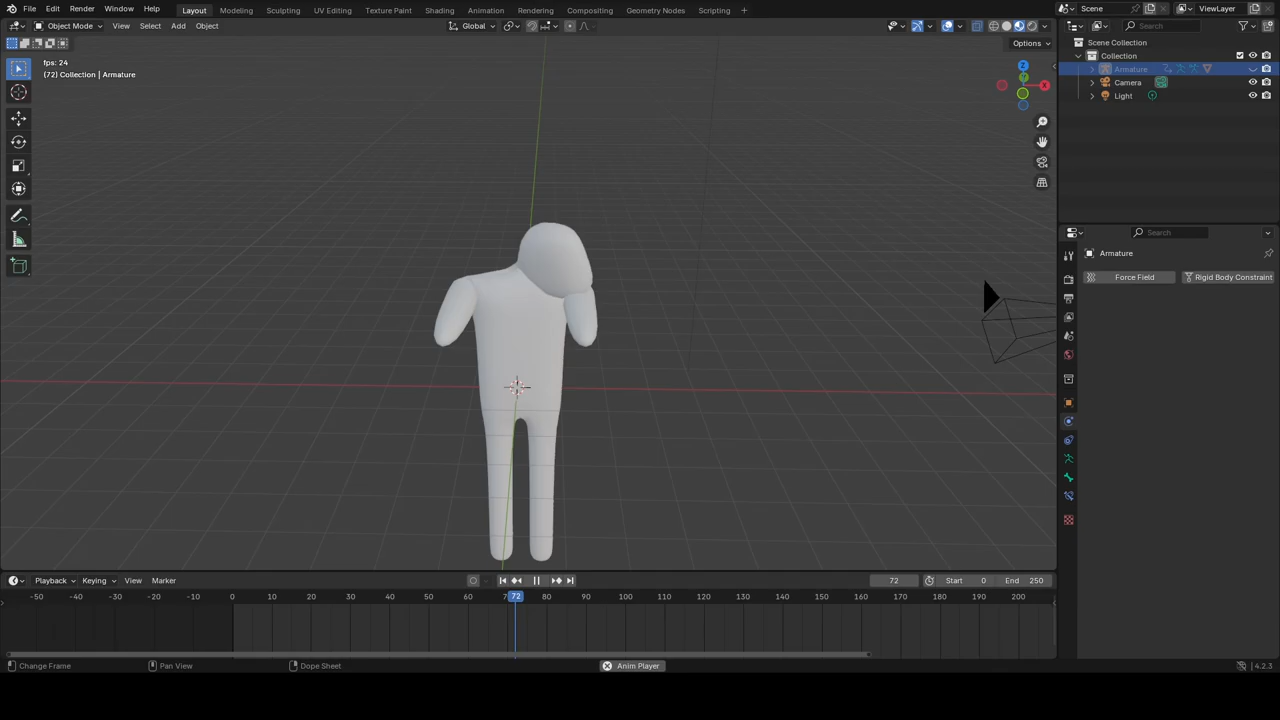 File Edit Render Window Help Layout Modeling Sculpting UV Editing Texture Paint Shading Animation Rendering Compositing Geometry Nodes Scripting + Scene ViewLayer
Object Mode View Select Add Object Global Search
Options
Scene Collection
Collection
fps: 24
(72) Collection | Armature
Armature
Camera
Light
Z
Y
X
Search
Armature
Force Field Rigid Body Constraint
Playback Keying View Marker 72 Start 0 End 250
-50 -40 -30 -20 -10 0 10 20 30 40 50 60 7 72 80 90 100 110 120 130 140 150 160 170 180 190 200
Change Frame Pan View Dope Sheet Anim Player 4.2.3